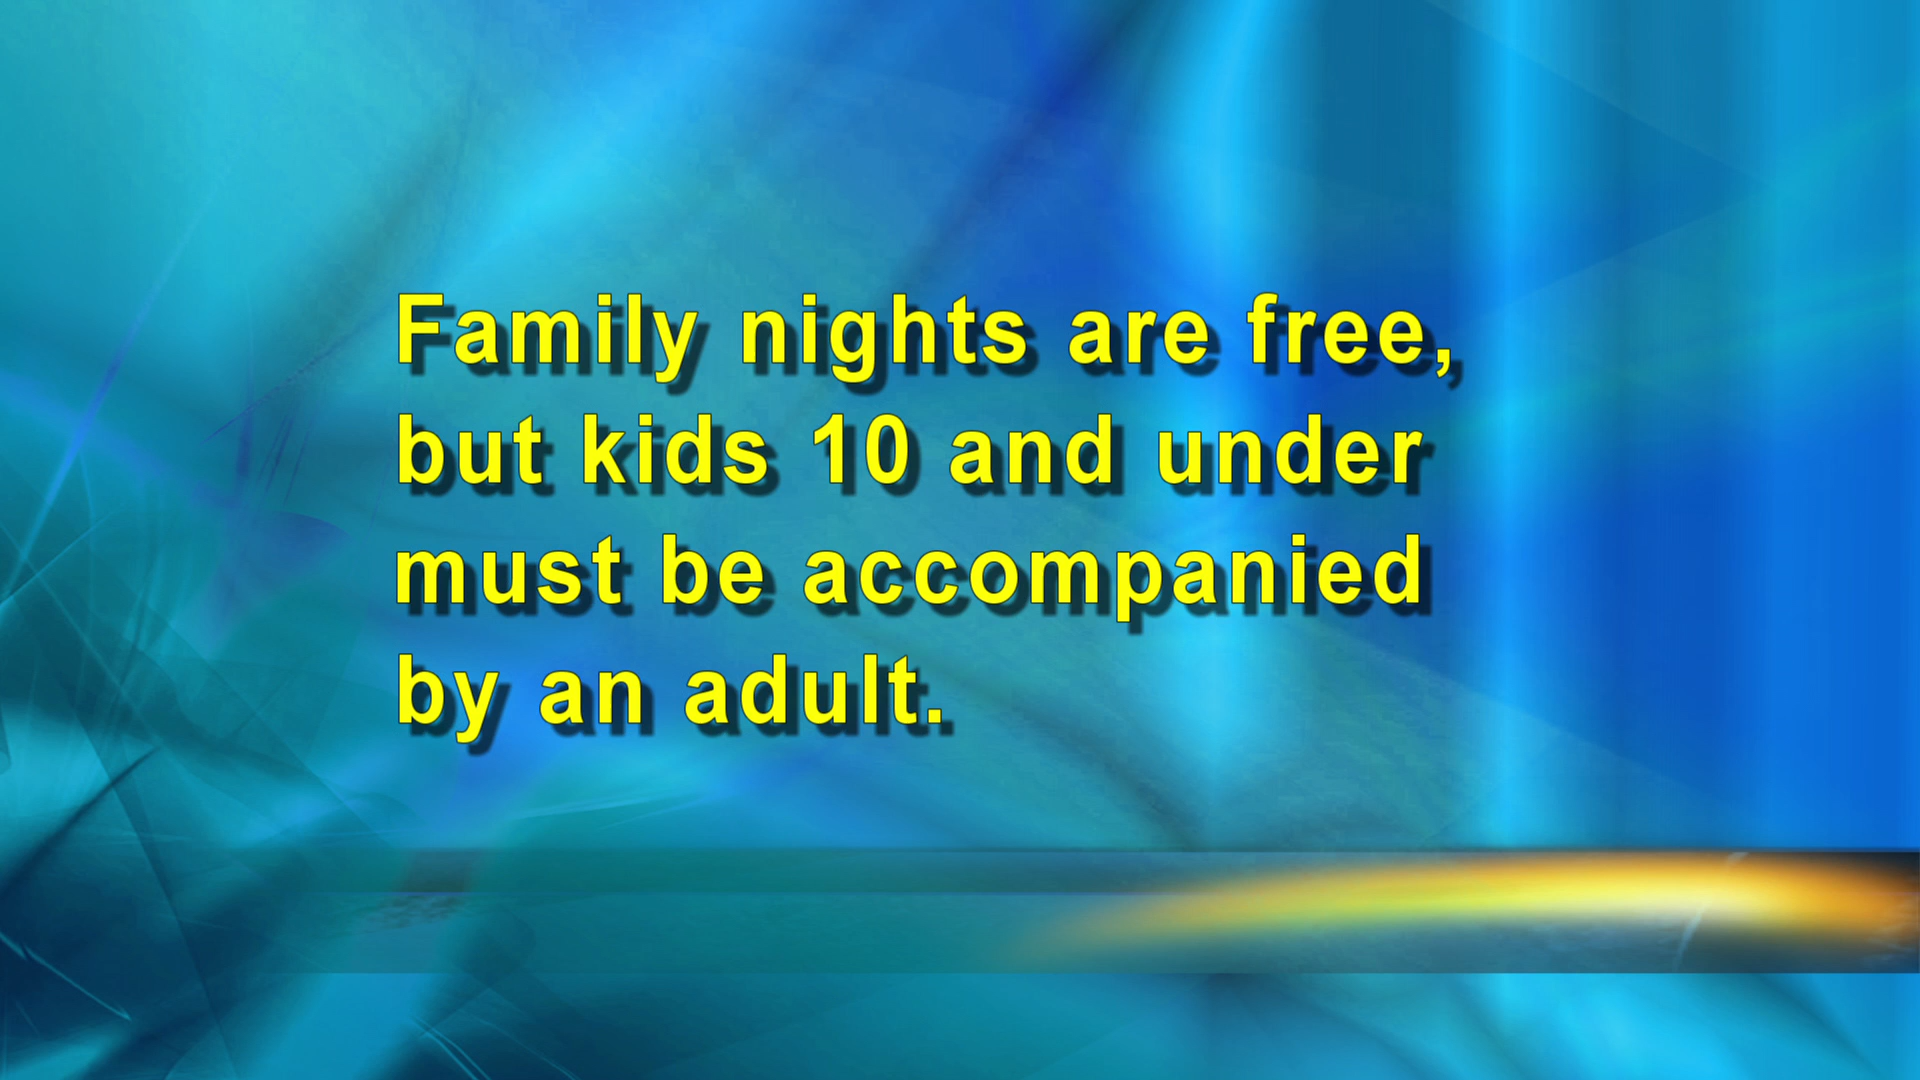 Family nights are free,
but kids 10 and under
must be accompanied
by an adult.